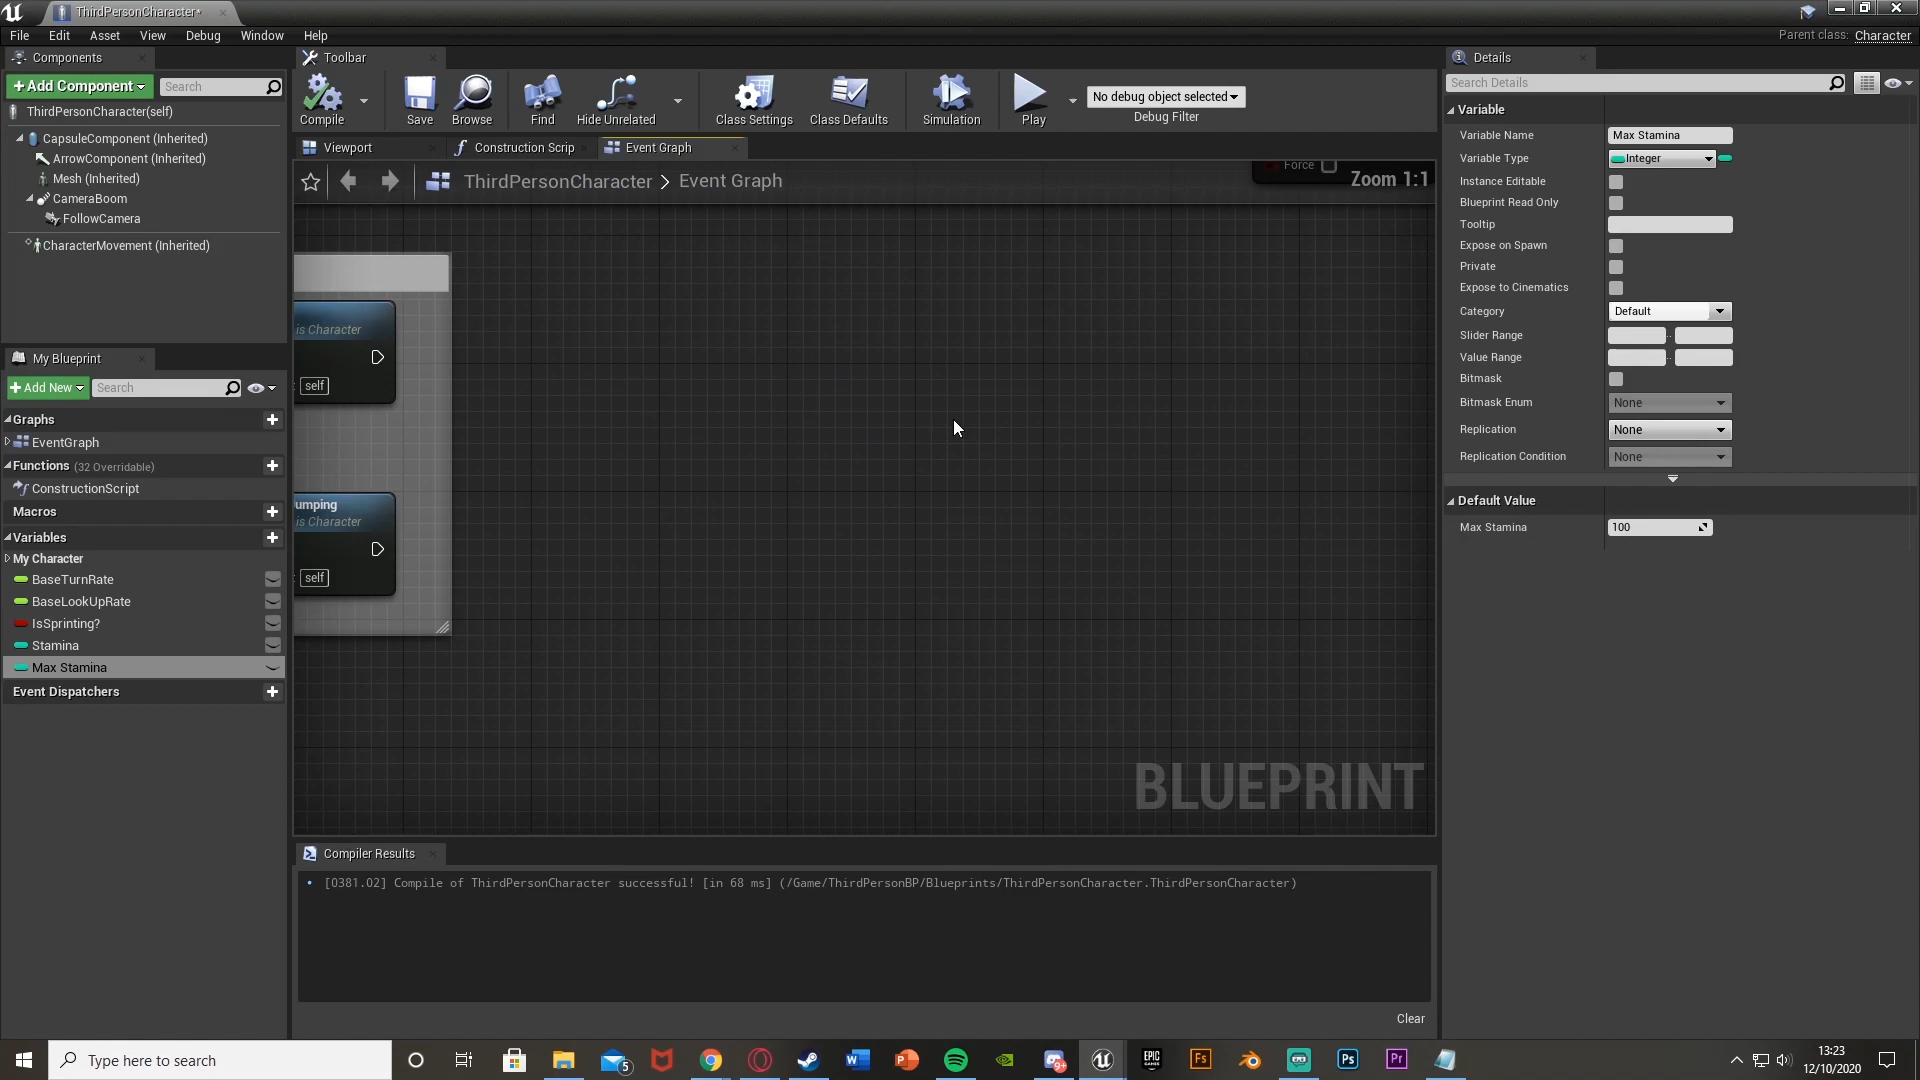 ThirdPersonCharacter*
File Edit Asset View Debug Window Help
Parent class: Character
Components
+Add Component
Search
ThirdPersonCharacter(self)
CapsuleComponent (Inherited)
ArrowComponent (Inherited)
Mesh (Inherited)
CameraBoom
FollowCamera
CharacterMovement (Inherited)
My Blueprint
+Add New
Search
Graphs
EventGraph
Functions (32 Overridable)
ConstructionScript
Macros
Variables
My Character
BaseTurnRate
BaseLookUpRate
IsSprinting?
Stamina
Max Stamina
Event Dispatchers
Toolbar
Compile
Save
Browse
Find
Hide Unrelated
Class Settings
Class Defaults
Simulation
Play
No debug object selected
Debug Filter
Viewport
Construction Scrip
Event Graph
ThirdPersonCharacter > Event Graph
Force
Zoom 1:1
is Character
self
umping
is Character
self
BLUEPRINT
Compiler Results
[0381.02] Compile of ThirdPersonCharacter successful! [in 68 ms] (/Game/ThirdPersonBP/Blueprints/ThirdPersonCharacter.ThirdPersonCharacter)
Clear
Details
Search Details
Variable
Variable Name Max Stamina
Variable Type Integer
Instance Editable
Blueprint Read Only
Tooltip
Expose on Spawn
Private
Expose to Cinematics
Category Default
Slider Range
Value Range
Bitmask
Bitmask Enum None
Replication None
Replication Condition None
Default Value
Max Stamina 100
Type here to search
5
EPIC GAMES
Fs
Ps
Pr
13:23
12/10/2020